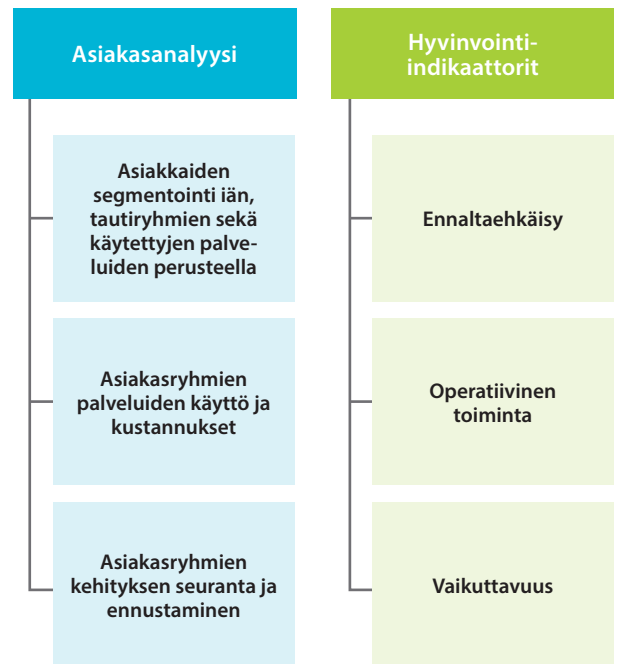 Asiakasanalyysi
Asiakkaiden
segmentointi iän,
tautiryhmien sekä
käytettyjen palve-
luiden perusteella
Asiakasryhmien
palveluiden käyttö ja
kustannukset
Asiakasryhmien
kehityksen seuranta ja
ennustaminen
Hyvinvointi-
indikaattorit
Ennaltaehkäisy
Operatiivinen
toiminta
Vaikuttavuus